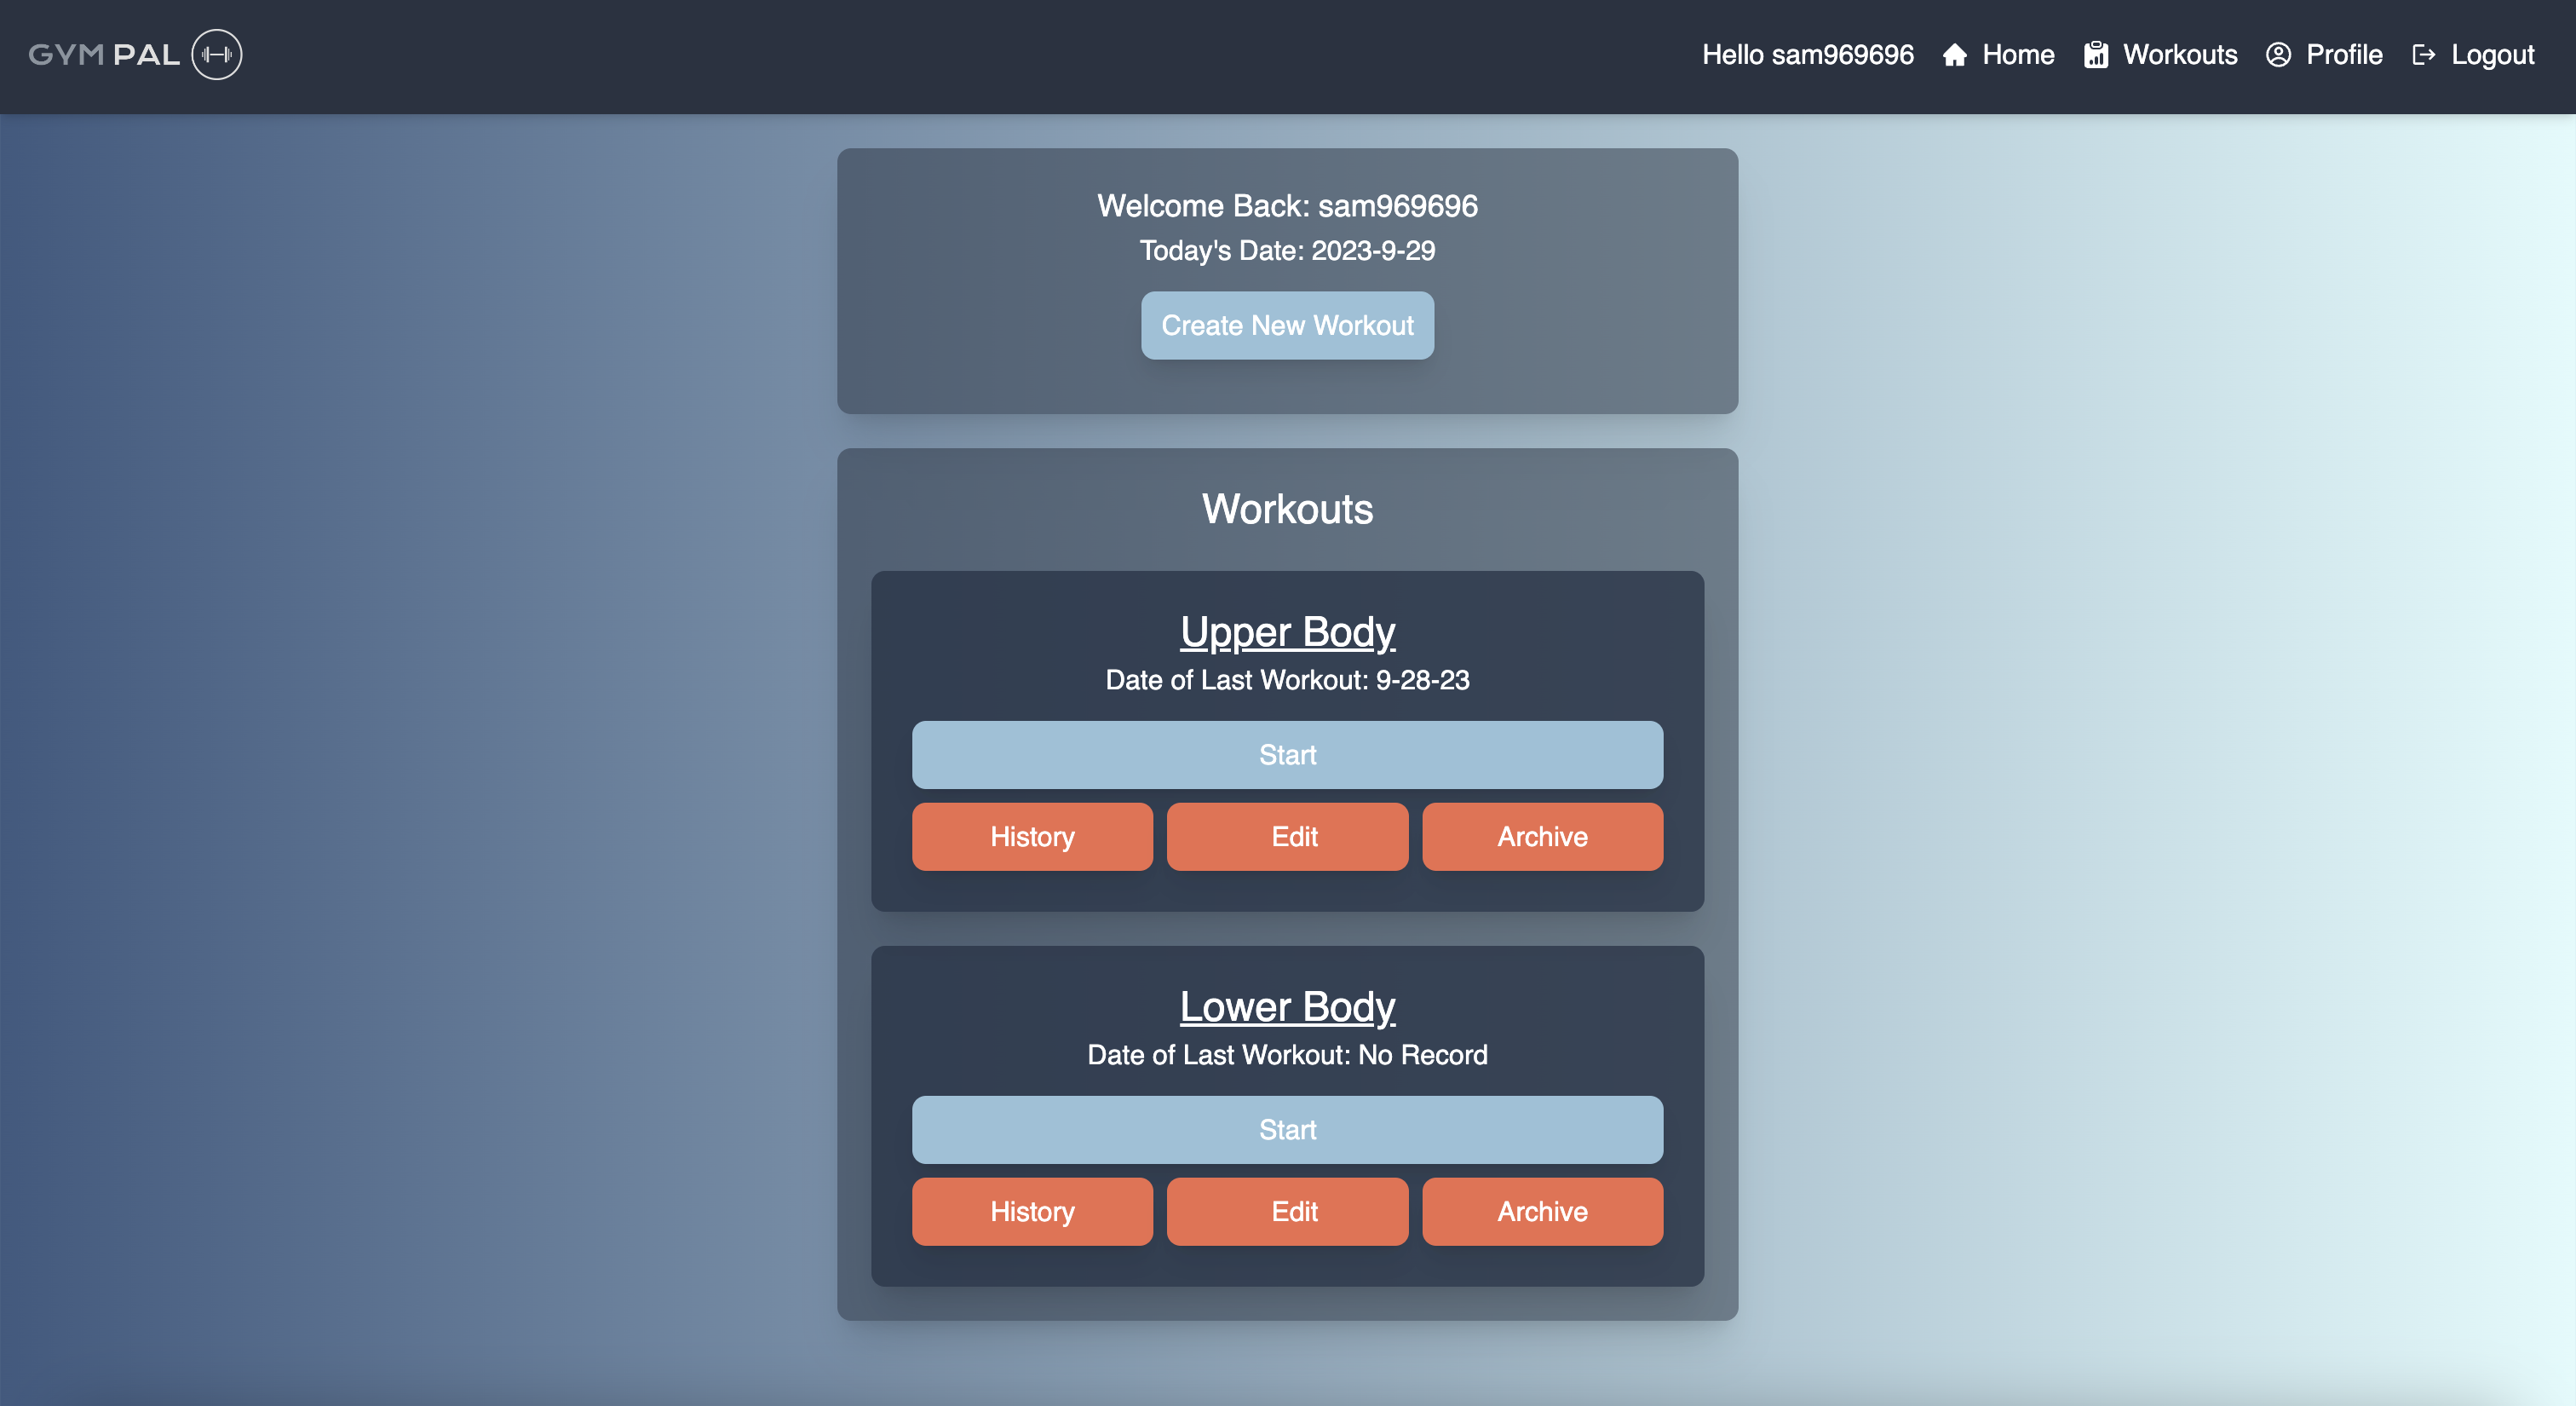 GYM PAL
Hello sam969696 Home Workouts Profile Logout
Welcome Back: sam969696
Today's Date: 2023-9-29
Create New Workout
Workouts
Upper Body
Date of Last Workout: 9-28-23
Start
History Edit Archive
Lower Body
Date of Last Workout: No Record
Start
History Edit Archive